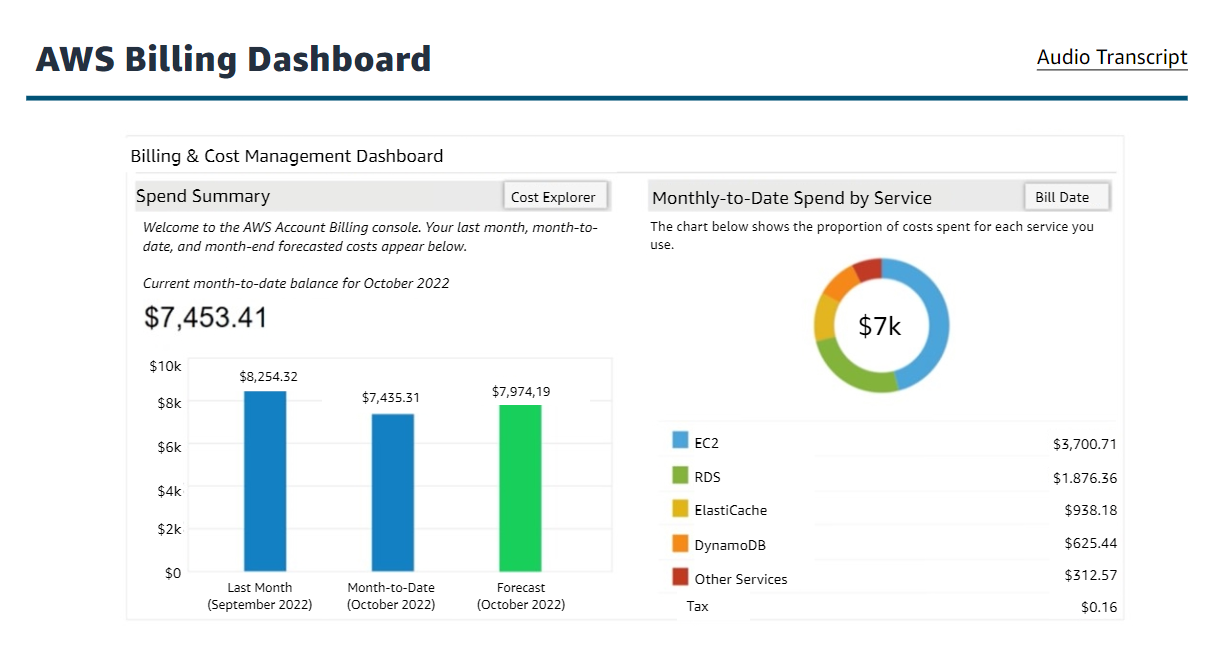 AWS Billing Dashboard
Audio Transcript
Billing & Cost Management Dashboard
Spend Summary
Cost Explorer
Welcome to the AWS Account Billing console. Your last month, month-to-
date, and month-end forecasted costs appear below.
Current month-to-date balance for October 2022
$7,453.41
$10k
$8k
$6k
$4k
$2k
$0
$8,254.32
$7,435.31
$7,974,19
Last Month
(September 2022)
Month-to-Date
(October 2022)
Forecast
(October 2022)
Monthly-to-Date Spend by Service
Bill Date
The chart below shows the proportion of costs spent for each service you
use.
$7k
EC2 $3,700.71
RDS $1.876.36
ElastiCache $938.18
DynamoDB $625.44
Other Services $312.57
Tax $0.16